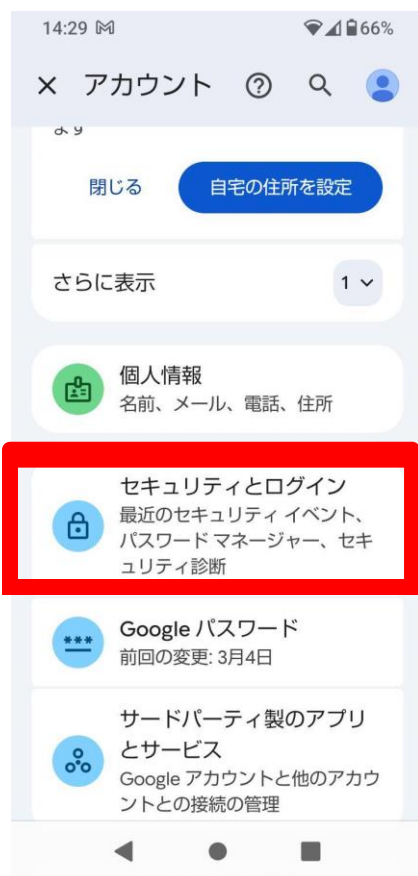 14:29 66%
アカウント
ます
閉じる 自宅の住所を設定
さらに表示 1
個人情報
名前、メール、電話、住所
セキュリティとログイン
最近のセキュリティ イベント、
パスワード マネージャー、セキ
ュリティ診断
***
Google パスワード
前回の変更: 3月4日
サードパーティ製のアプリ
とサービス
Google アカウントと他のアカウ
ントとの接続の管理